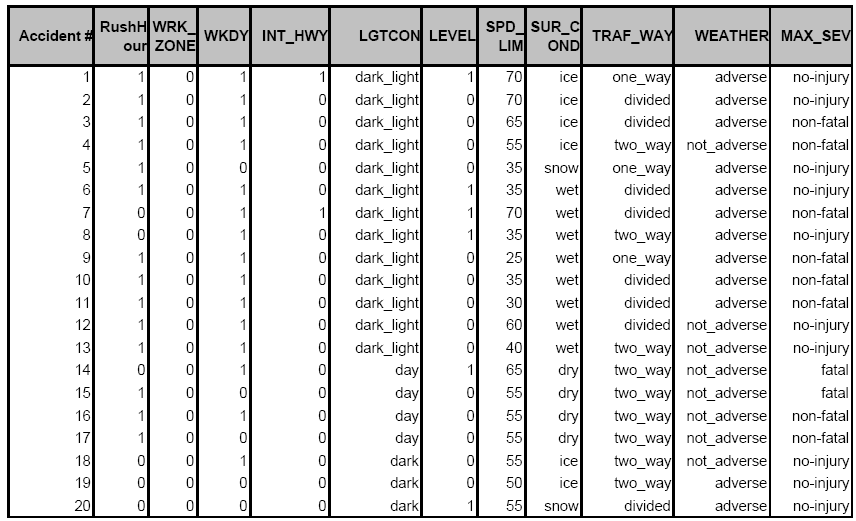 Accident # RushHour WRK_ZONE WKDY INT_HWY LGTCON LEVEL SPD_LIM SUR_COND TRAF_WAY WEATHER MAX_SEV
1 1 0 1 1 dark_light 1 70 ice one_way adverse no-injury
2 1 0 1 0 dark_light 0 70 ice divided adverse no-injury
3 1 0 1 0 dark_light 0 65 ice divided adverse non-fatal
4 1 0 1 0 dark_light 0 55 ice two_way not_adverse non-fatal
5 1 0 0 0 dark_light 0 35 snow one_way adverse no-injury
6 1 0 1 0 dark_light 1 35 wet divided adverse no-injury
7 0 0 1 1 dark_light 1 70 wet divided adverse non-fatal
8 0 0 1 0 dark_light 1 35 wet two_way adverse no-injury
9 1 0 1 0 dark_light 0 25 wet one_way adverse non-fatal
10 1 0 1 0 dark_light 0 35 wet divided adverse non-fatal
11 1 0 1 0 dark_light 0 30 wet divided adverse non-fatal
12 1 0 1 0 dark_light 0 60 wet divided not_adverse no-injury
13 1 0 1 0 dark_light 0 40 wet two_way not_adverse no-injury
14 0 0 1 0 day 1 65 dry two_way not_adverse fatal
15 1 0 0 0 day 0 55 dry two_way not_adverse fatal
16 1 0 1 0 day 0 55 dry two_way not_adverse non-fatal
17 1 0 0 0 day 0 55 dry two_way not_adverse non-fatal
18 0 0 1 0 dark 0 55 ice two_way not_adverse no-injury
19 0 0 0 0 dark 0 50 ice two_way adverse no-injury
20 0 0 0 0 dark 1 55 snow divided adverse no-injury